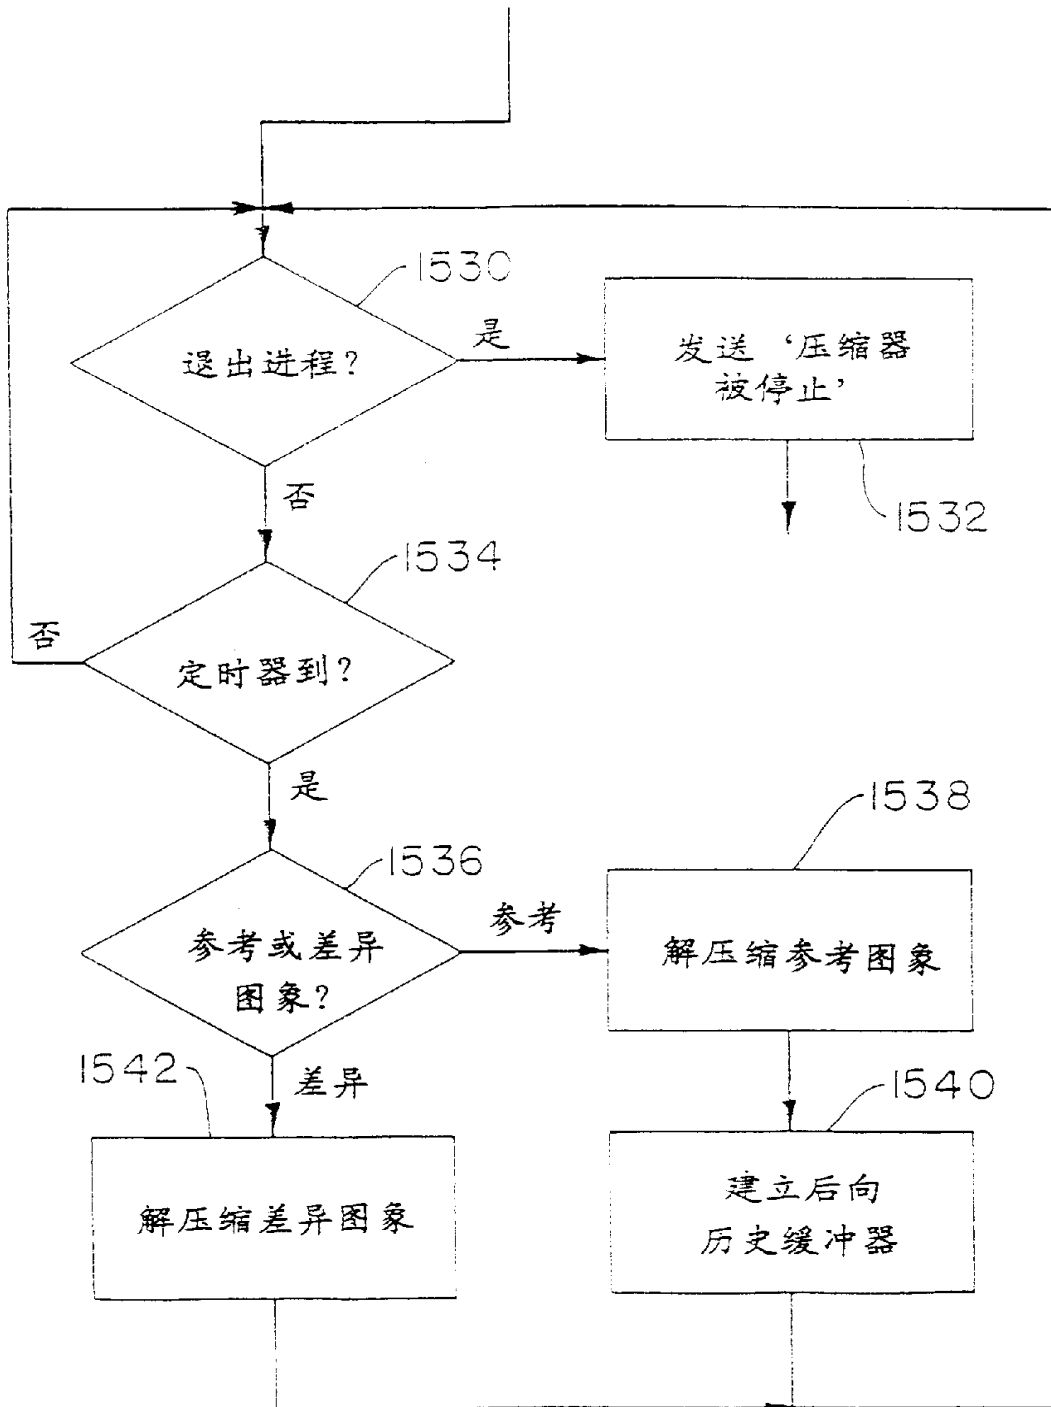 1530
退出进程?
是
发送‘压缩器
被停止’
1532
否
1534
定时器到?
否
是
1536
参考或差异
图象?
参考
1538
解压缩参考图象
1540
建立后向
历史缓冲器
差异
1542
解压缩差异图象